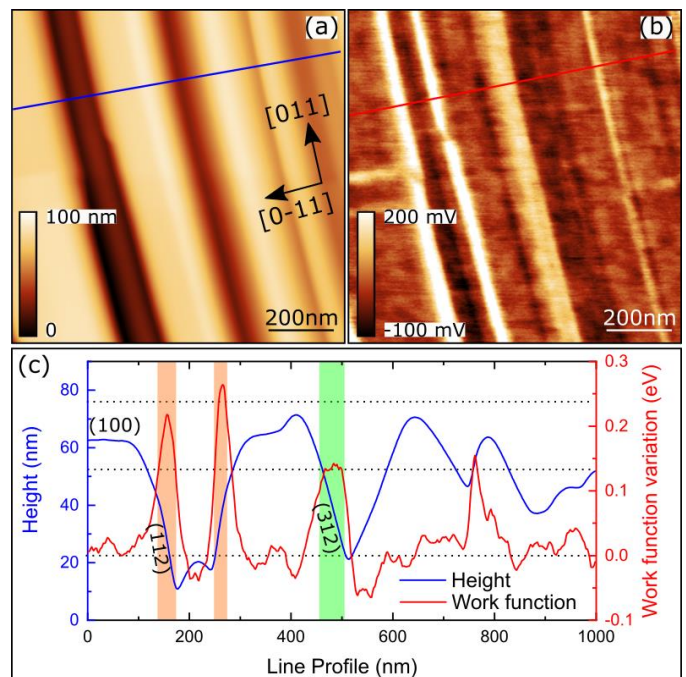 (a)
[011]
[0-11]
100 nm
0
200nm
(b)
200 mV
-100 mV
200nm
(c)
80
60
40
20
0
Height (nm)
(100)
(112)
(312)
Height
Work function
0.3
0.2
0.1
0.0
-0.1
Work function variation (eV)
0 200 400 600 800 1000
Line Profile (nm)